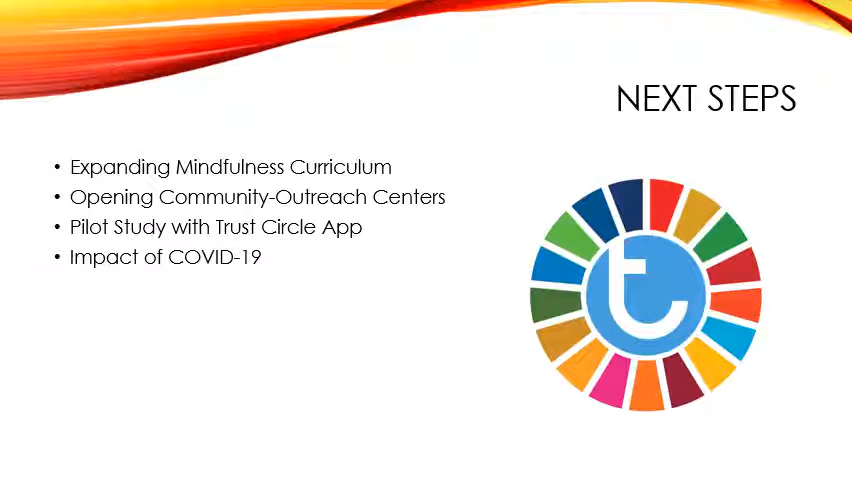 NEXT STEPS
• Expanding Mindfulness Curriculum
• Opening Community-Outreach Centers
• Pilot Study with Trust Circle App
• Impact of COVID-19
t